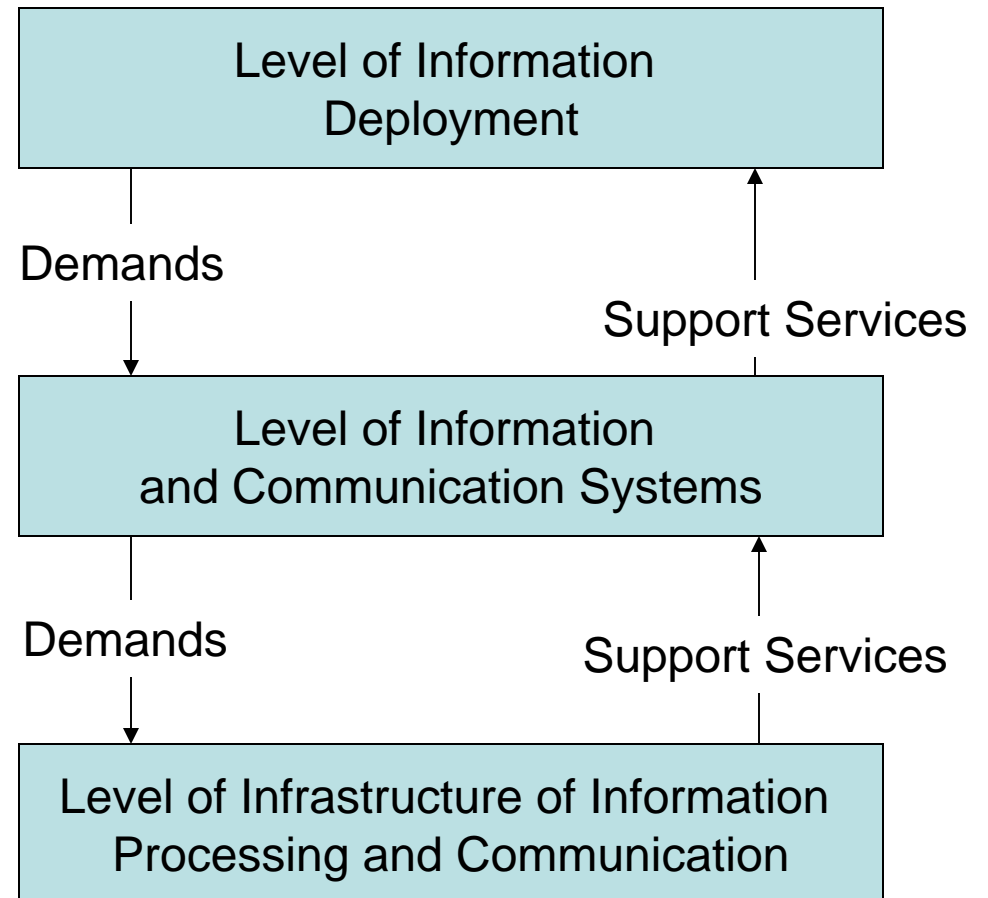 Level of Information
Deployment
Demands
Support Services
Level of Information
and Communication Systems
Demands
Support Services
Level of Infrastructure of Information
Processing and Communication